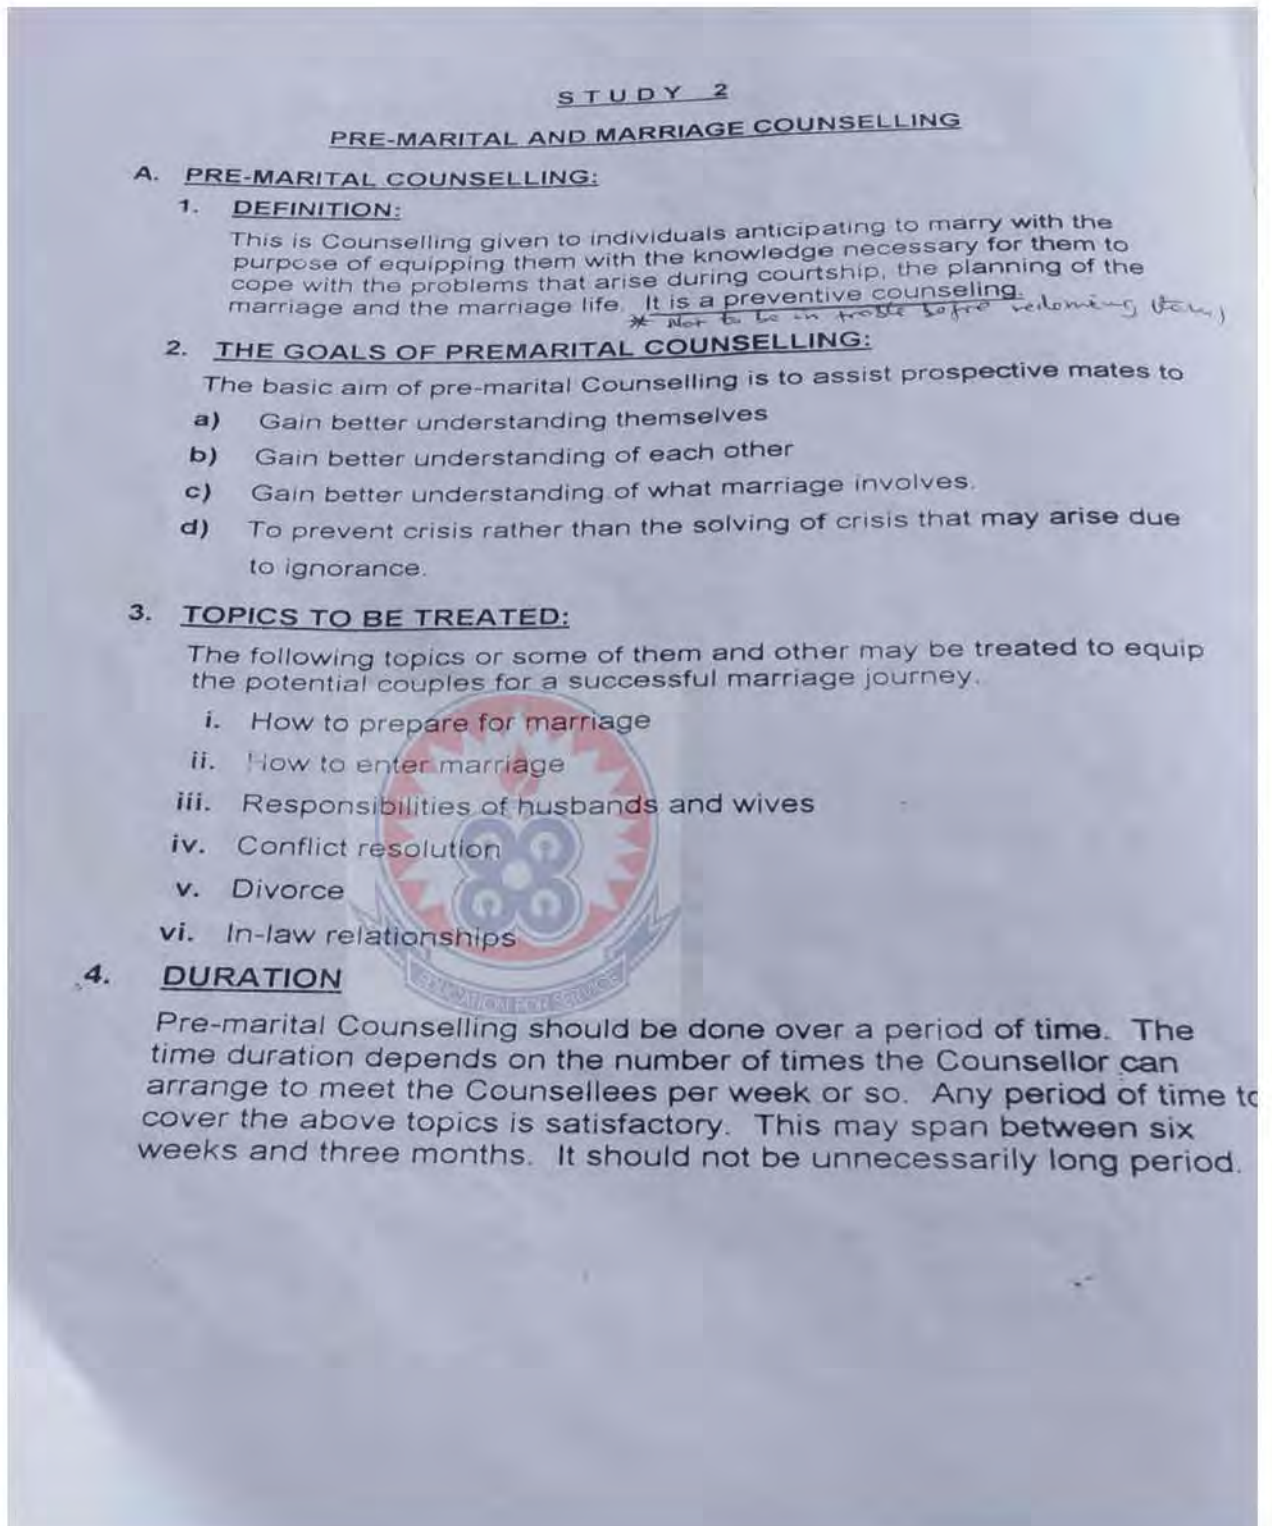 STUDY 2
PRE-MARITAL AND MARRIAGE COUNSELLING
A. PRE-MARITAL COUNSELLING:
1. DEFINITION:
This is Counselling given to individuals anticipating to marry with the
purpose of equipping them with the knowledge necessary for them to
cope with the problems that arise during courtship, the planning of the
marriage and the marriage life. It is a preventive counseling.
* Not to be in
2. THE GOALS OF PREMARITAL COUNSELLING:
The basic aim of pre-marital Counselling is to assist prospective mates to
a) Gain better understanding themselves
b) Gain better understanding of each other
c) Gain better understanding of what marriage involves.
d) To prevent crisis rather than the solving of crisis that may arise due
to ignorance.
3. TOPICS TO BE TREATED:
The following topics or some of them and other may be treated to equip
the potential couples for a successful marriage journey.
i. How to prepare for marriage
ii. How to enter marriage
iii. Responsibilities of husbands and wives
iv. Conflict resolution
v. Divorce
vi. In-law relationships
EDUCATION FOR SERVICE
4. DURATION
Pre-marital Counselling should be done over a period of time. The
time duration depends on the number of times the Counsellor can
arrange to meet the Counsellees per week or so. Any period of time to
cover the above topics is satisfactory. This may span between six
weeks and three months. It should not be unnecessarily long period.